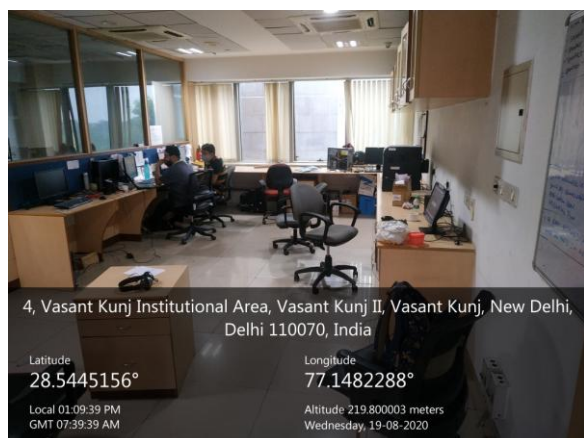 4, Vasant Kunj Institutional Area, Vasant Kunj II, Vasant Kunj, New Delhi,
Delhi 110070, India
Latitude
28.5445156°
Longitude
77.1482288°
Local 01:09:39 PM
GMT 07:39:39 AM
Altitude 219.800003 meters
Wednesday, 19-08-2020